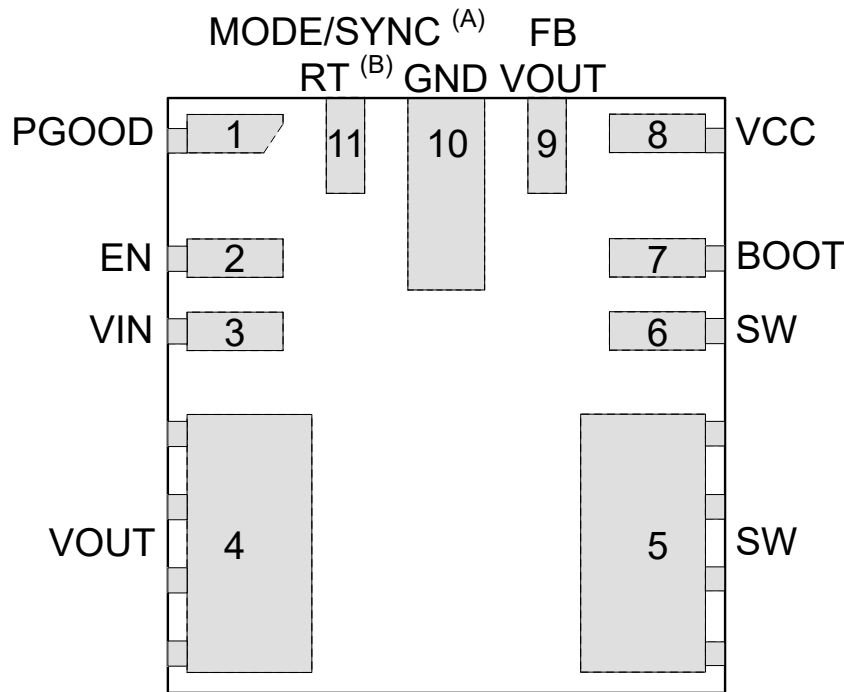 MODE/SYNC (A) FB
RT (B) GND VOUT
PGOOD 1 11 10 9 8 VCC
EN 2 7 BOOT
VIN 3 6 SW
VOUT 4 5 SW